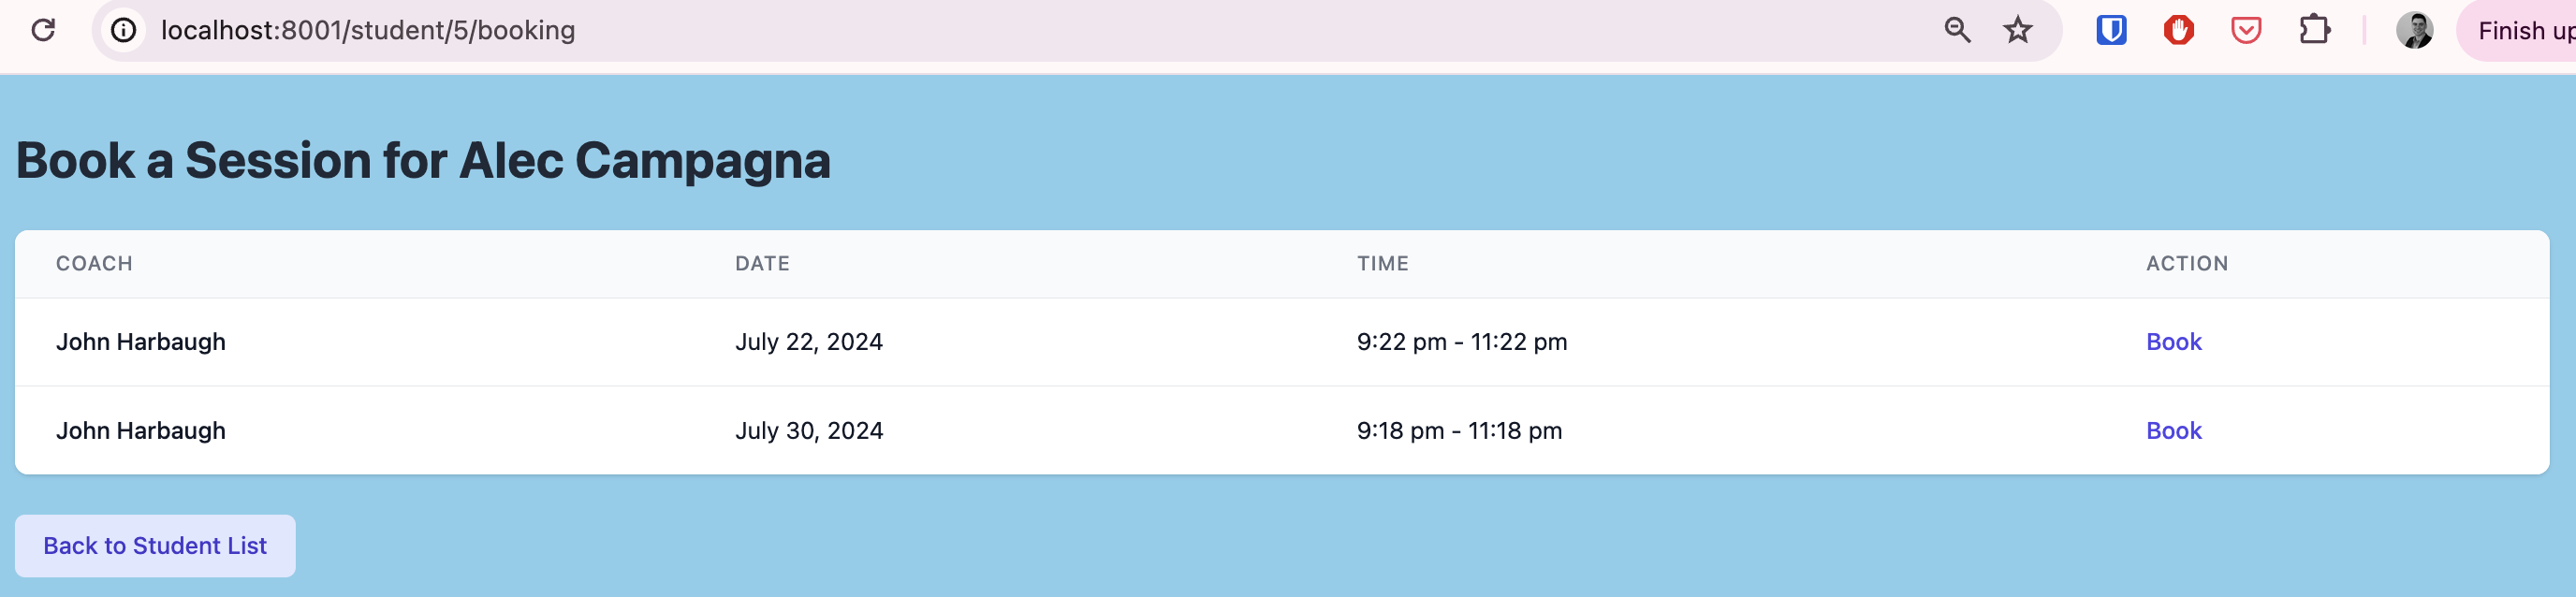 localhost:8001/student/5/booking
Finish up
Book a Session for Alec Campagna
COACH DATE TIME ACTION
John Harbaugh July 22, 2024 9:22 pm - 11:22 pm Book
John Harbaugh July 30, 2024 9:18 pm - 11:18 pm Book
Back to Student List